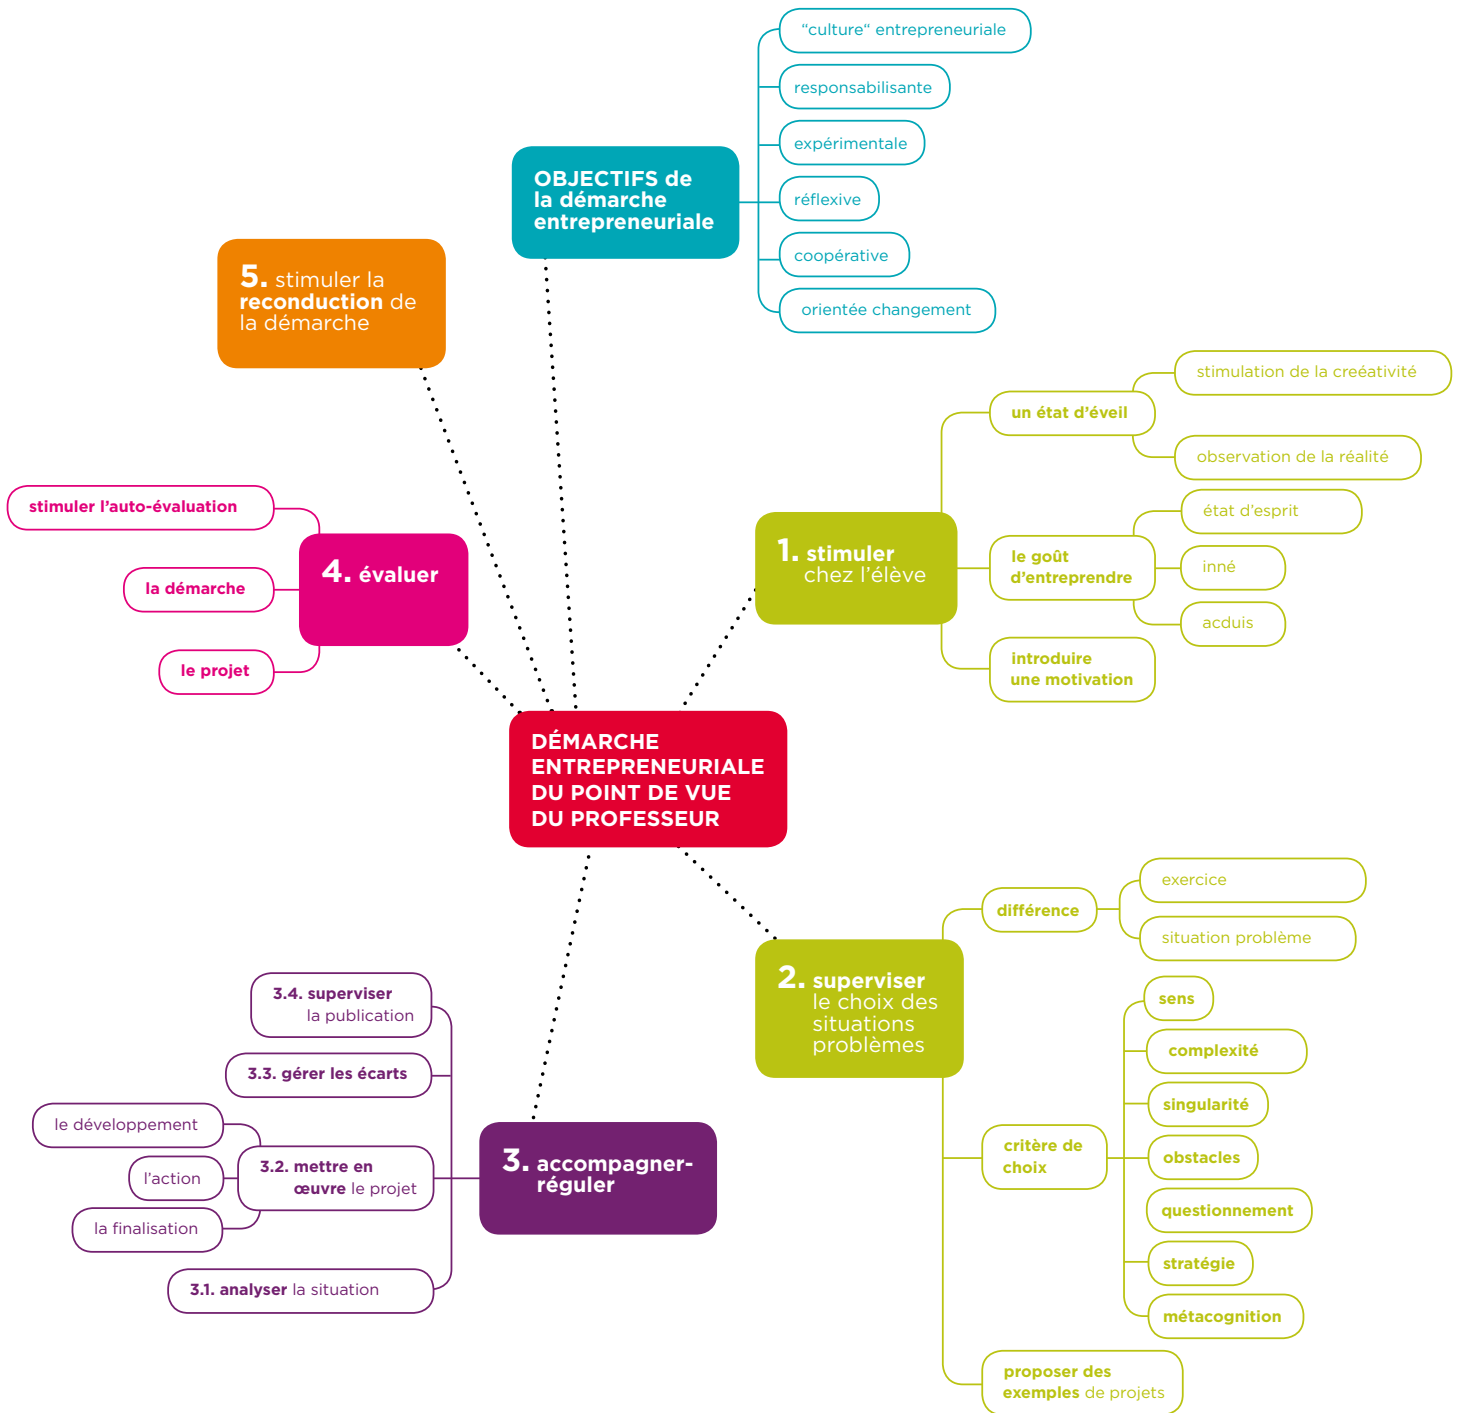 “culture“ entrepreneuriale
responsabilisante
expérimentale
réflexive
coopérative
orientée changement
OBJECTIFS de
la démarche
entrepreneuriale
5. stimuler la
reconduction de
la démarche
stimulation de la creéativité
un état d’éveil
observation de la réalité
état d’esprit
le goût
d’entreprendre
inné
acduis
introduire
une motivation
1. stimuler
chez l’élève
stimuler l’auto-évaluation
la démarche
le projet
4. évaluer
DÉMARCHE
ENTREPRENEURIALE
DU POINT DE VUE
DU PROFESSEUR
exercice
différence
situation problème
2. superviser
le choix des
situations
problèmes
sens
complexité
singularité
obstacles
critère de
choix
questionnement
stratégie
métacognition
proposer des
exemples de projets
3.4. superviser
la publication
3.3. gérer les écarts
le développement
l’action
la finalisation
3.2. mettre en
œuvre le projet
3.1. analyser la situation
3. accompagner-
réguler